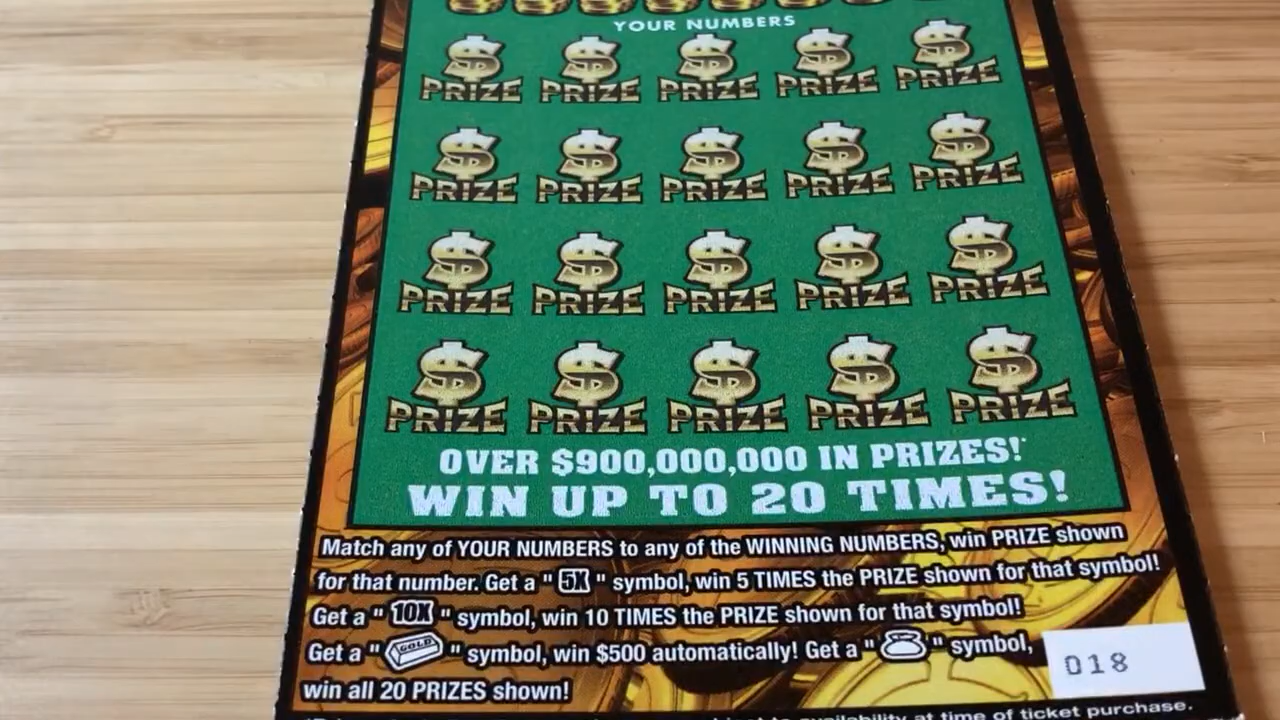 YOUR NUMBERS
$ $ $ $ $
PRIZE PRIZE PRIZE PRIZE PRIZE
$ $ $ $ $
PRIZE PRIZE PRIZE PRIZE PRIZE
$ $ $ $ $
PRIZE PRIZE PRIZE PRIZE PRIZE
$ $ $ $ $
PRIZE PRIZE PRIZE PRIZE PRIZE
OVER $900,000,000 IN PRIZES!*
WIN UP TO 20 TIMES!
Match any of YOUR NUMBERS to any of the WINNING NUMBERS, win PRIZE shown
for that number. Get a " 5X " symbol, win 5 TIMES the PRIZE shown for that symbol!
Get a " 10X " symbol, win 10 TIMES the PRIZE shown for that symbol!
Get a " GOLD " symbol, win $500 automatically! Get a " " symbol,
win all 20 PRIZES shown!
018
availability at time of ticket purchase.